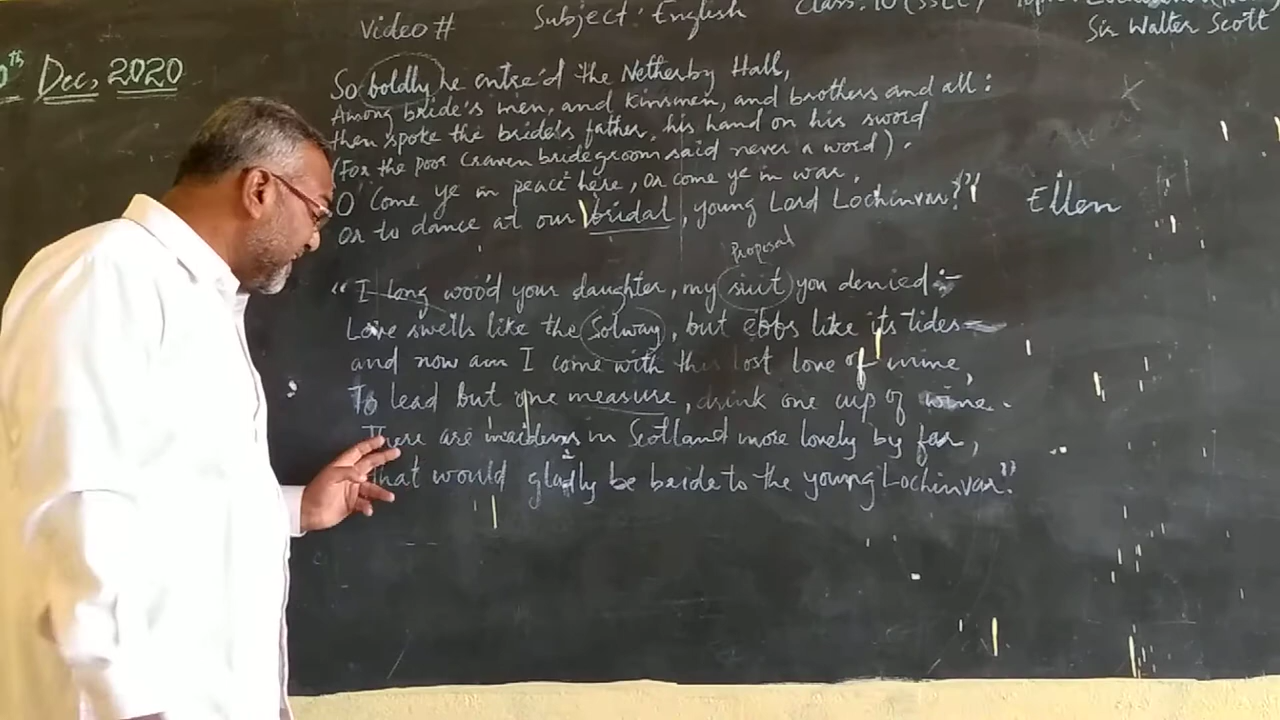 Video # Subject: English Class: 10 (SSLC)
Sir Walter Scott
Dec, 2020
So boldly he entre'd the Netherby Hall,
Among bride's men, and Kinsmen, and brothers and all:
then spoke the bride's father, his hand on his sword
(For the poor craven bridegroom said never a word).
O' Come ye in peace here, or come ye in war,
Or to dance at our bridal, young Lord Lochinvar?"
Ellen
Proposal
"I long woo'd your daughter, my suit you denied:-
Love swells like the Solway, but ebbs like its tides
and now am I come with this lost love of mine,
To lead but one measure, drink one cup of wine.
There are maidens in Scotland more lovely by far,
That would gladly be bride to the young Lochinvar."